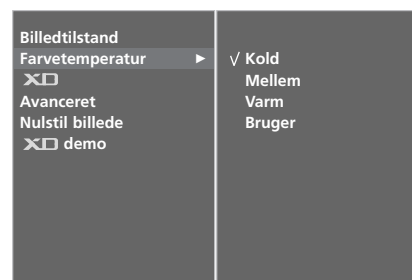 Billedtilstand
Farvetemperatur ►
XD
Avanceret
Nulstil billede
XD demo
√ Kold
Mellem
Varm
Bruger